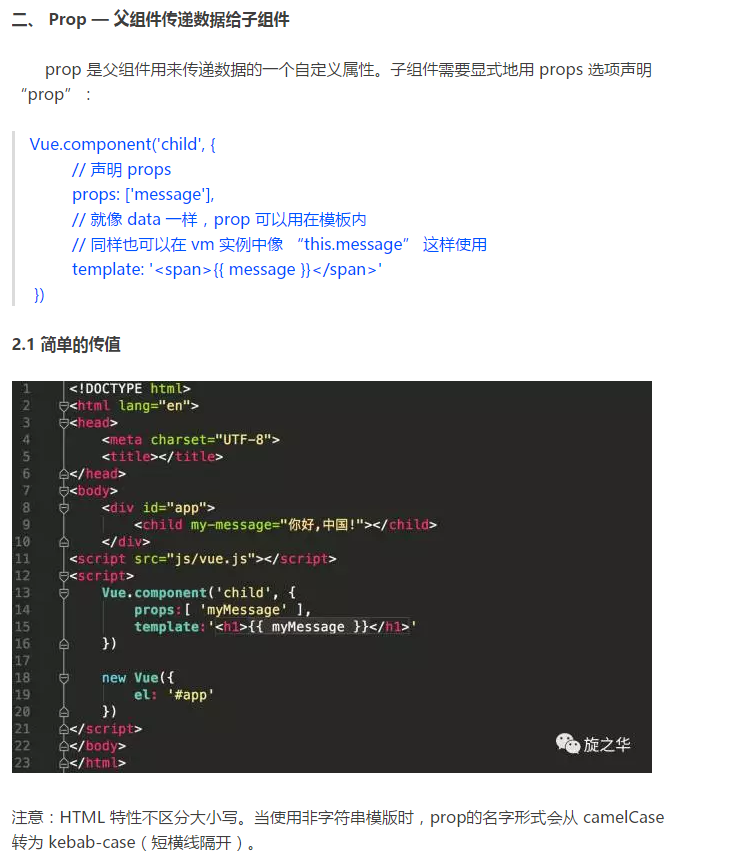 二、 Prop — 父组件传递数据给子组件
prop 是父组件用来传递数据的一个自定义属性。子组件需要显式地用 props 选项声明
“prop” ：
Vue.component('child', {
// 声明 props
props: ['message'],
// 就像 data 一样，prop 可以用在模板内
// 同样也可以在 vm 实例中像 “this.message” 这样使用
template: '<span>{{ message }}</span>'
})
2.1 简单的传值
1 <!DOCTYPE html>
2 <html lang="en">
3 <head>
4 <meta charset="UTF-8">
5 <title></title>
6 </head>
7 <body>
8 <div id="app">
9 <child my-message="你好,中国!"></child>
10 </div>
11 <script src="js/vue.js"></script>
12 <script>
13 Vue.component('child', {
14 props:[ 'myMessage' ],
15 template:'<h1>{{ myMessage }}</h1>'
16 })
17
18 new Vue({
19 el: '#app'
20 })
21 </script>
22 </body>
23 </html>
旋之华
注意：HTML 特性不区分大小写。当使用非字符串模版时，prop的名字形式会从 camelCase
转为 kebab-case（短横线隔开）。